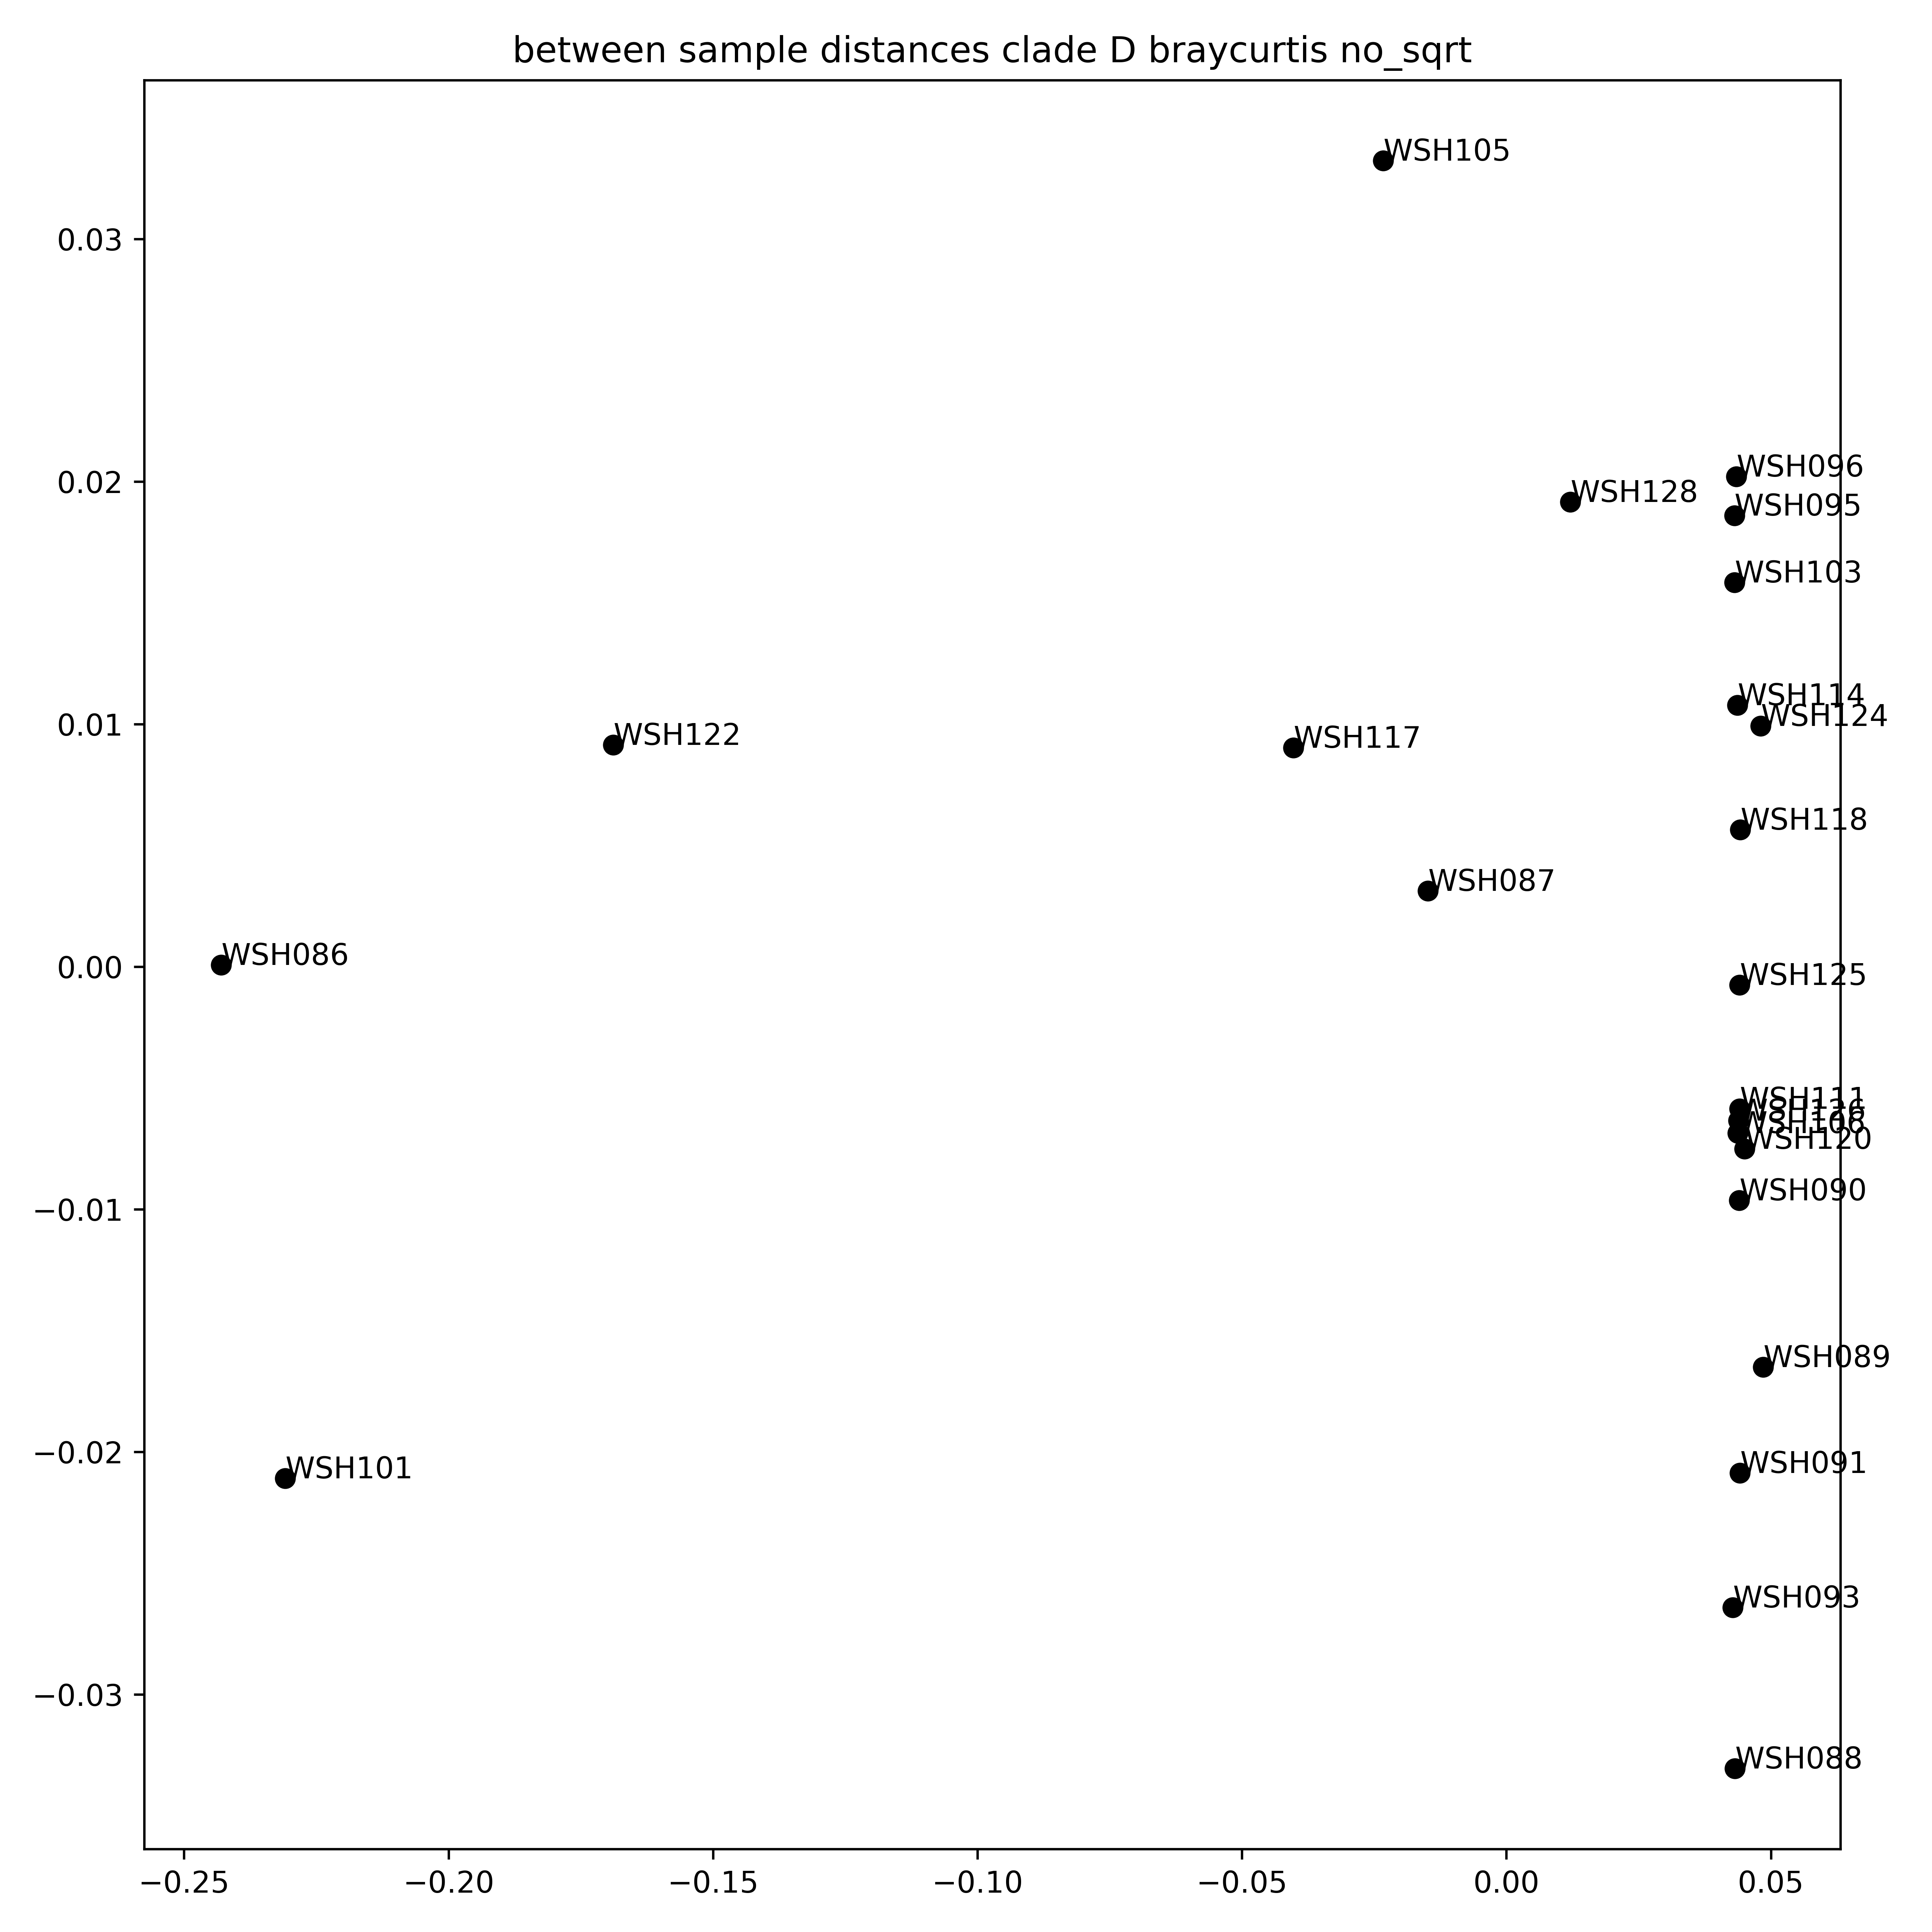 between sample distances clade D braycurtis no_sqrt
WSH105
0.03
WSH096
0.02
WSH128
WSH095
WSH103
WSH114
WSH124
0.01
WSH122
WSH117
WSH118
WSH087
WSH086
0.00
WSH125
WSH111
WSH126
WSH106
WSH120
WSH090
−0.01
WSH089
−0.02
WSH091
WSH101
WSH093
−0.03
WSH088
−0.25 −0.20 −0.15 −0.10 −0.05 0.00 0.05